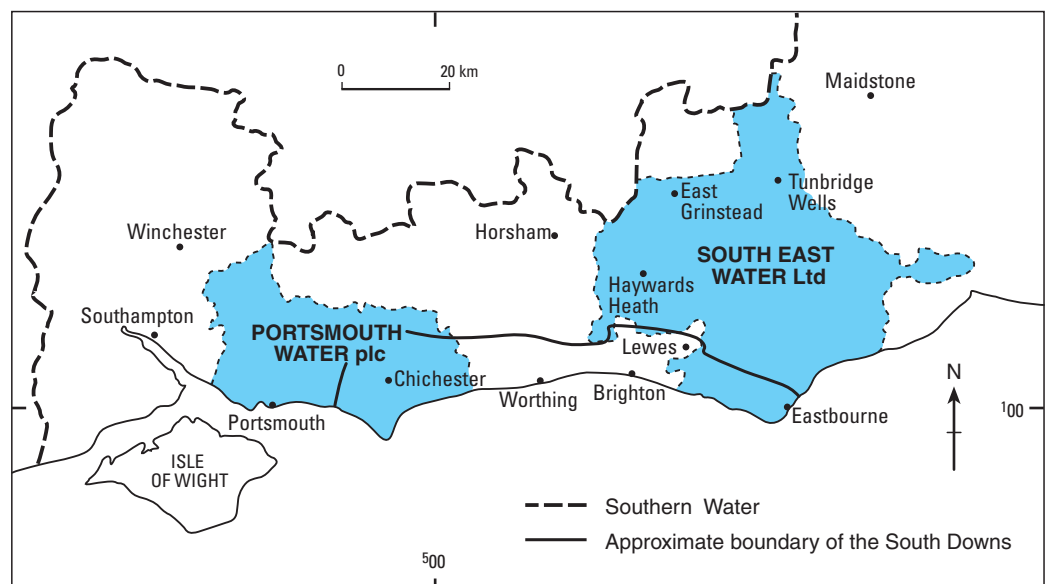 0 20 km
Maidstone
East
Grinstead
Tunbridge
Wells
Winchester
Horsham
SOUTH EAST
WATER Ltd
Haywards
Heath
Southampton
PORTSMOUTH
WATER plc
Lewes
N
Chichester
Worthing
Brighton
100
Portsmouth
Eastbourne
ISLE
OF WIGHT
Southern Water
Approximate boundary of the South Downs
500